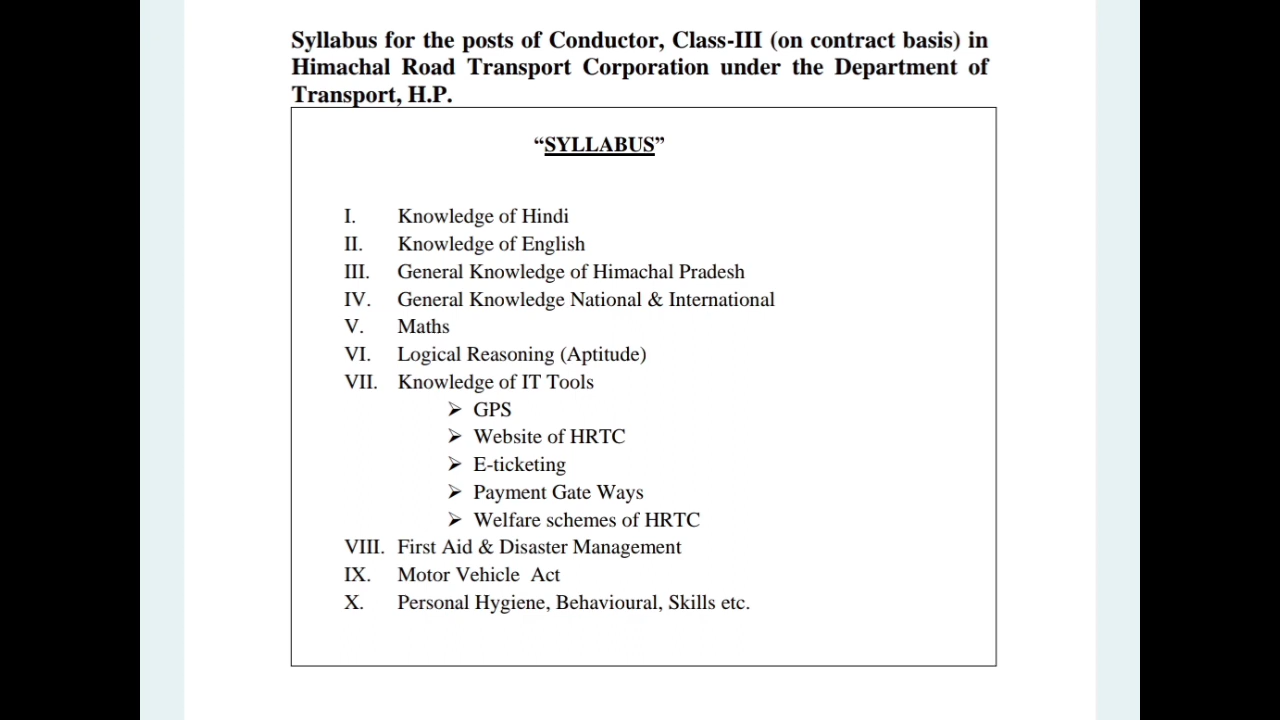 Syllabus for the posts of Conductor, Class-III (on contract basis) in
Himachal Road Transport Corporation under the Department of
Transport, H.P.
“SYLLABUS”
I. Knowledge of Hindi
II. Knowledge of English
III. General Knowledge of Himachal Pradesh
IV. General Knowledge National & International
V. Maths
VI. Logical Reasoning (Aptitude)
VII. Knowledge of IT Tools
➢ GPS
➢ Website of HRTC
➢ E-ticketing
➢ Payment Gate Ways
➢ Welfare schemes of HRTC
VIII. First Aid & Disaster Management
IX. Motor Vehicle Act
X. Personal Hygiene, Behavioural, Skills etc.